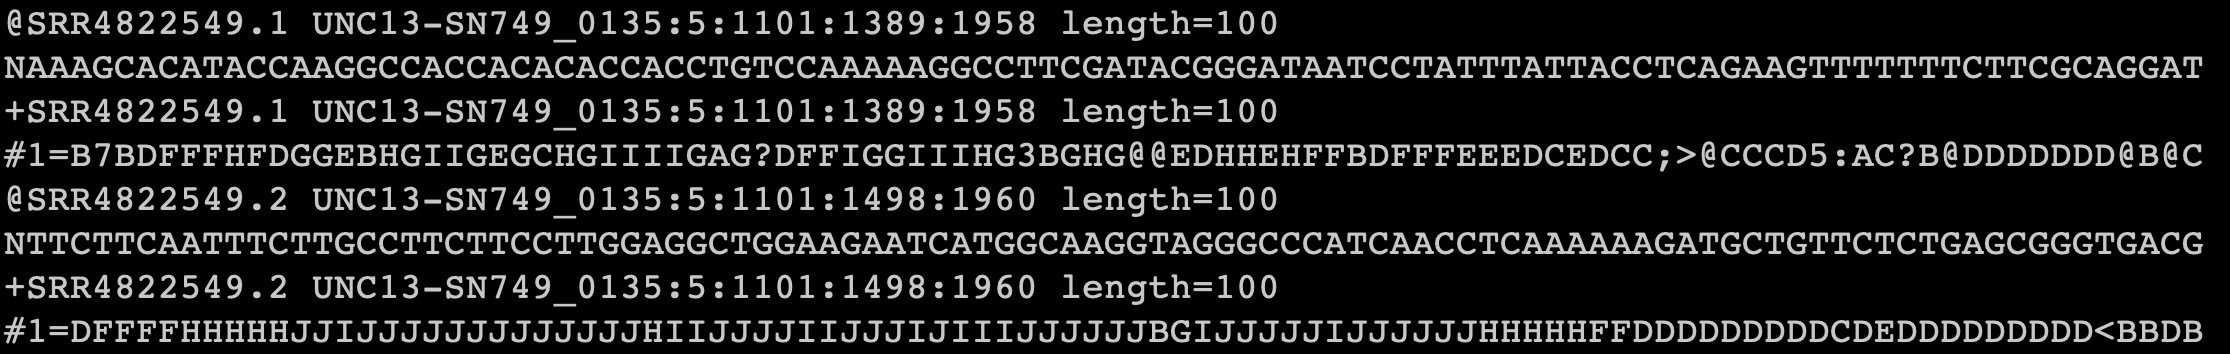 @SRR4822549.1 UNC13-SN749_0135:5:1101:1389:1958 length=100
NAAAGCACATACCAAGGCCACCACACACCACCTGTCCAAAAAGGCCTTCGATACGGGATAATCCTATTTATTACCTCAGAAGTTTTTTTCTTCGCAGGAT
+SRR4822549.1 UNC13-SN749_0135:5:1101:1389:1958 length=100
#1=B7BDFFFHFDGGEBHGIIGEGCHGIIIIGAG?DFFIGGIIIHG3BGHG@@EDHHEHFFBDFFFEEEDCEDCC;>@CCCD5:AC?B@DDDDDDD@B@C
@SRR4822549.2 UNC13-SN749_0135:5:1101:1498:1960 length=100
NTTCTTCAATTTCTTGCCTTCTTCCTTGGAGGCTGGAAGAATCATGGCAAGGTAGGGCCCATCAACCTCAAAAAAGATGCTGTTCTCTGAGCGGGTGACG
+SRR4822549.2 UNC13-SN749_0135:5:1101:1498:1960 length=100
#1=DFFFFHHHHHJJIJJJJJJJJJJJJJHIIJJJJIIJJJIJIIIJJJJJJBGIJJJJJIJJJJJJHHHHHFFDDDDDDDDDCDEDDDDDDDDD<BBDB